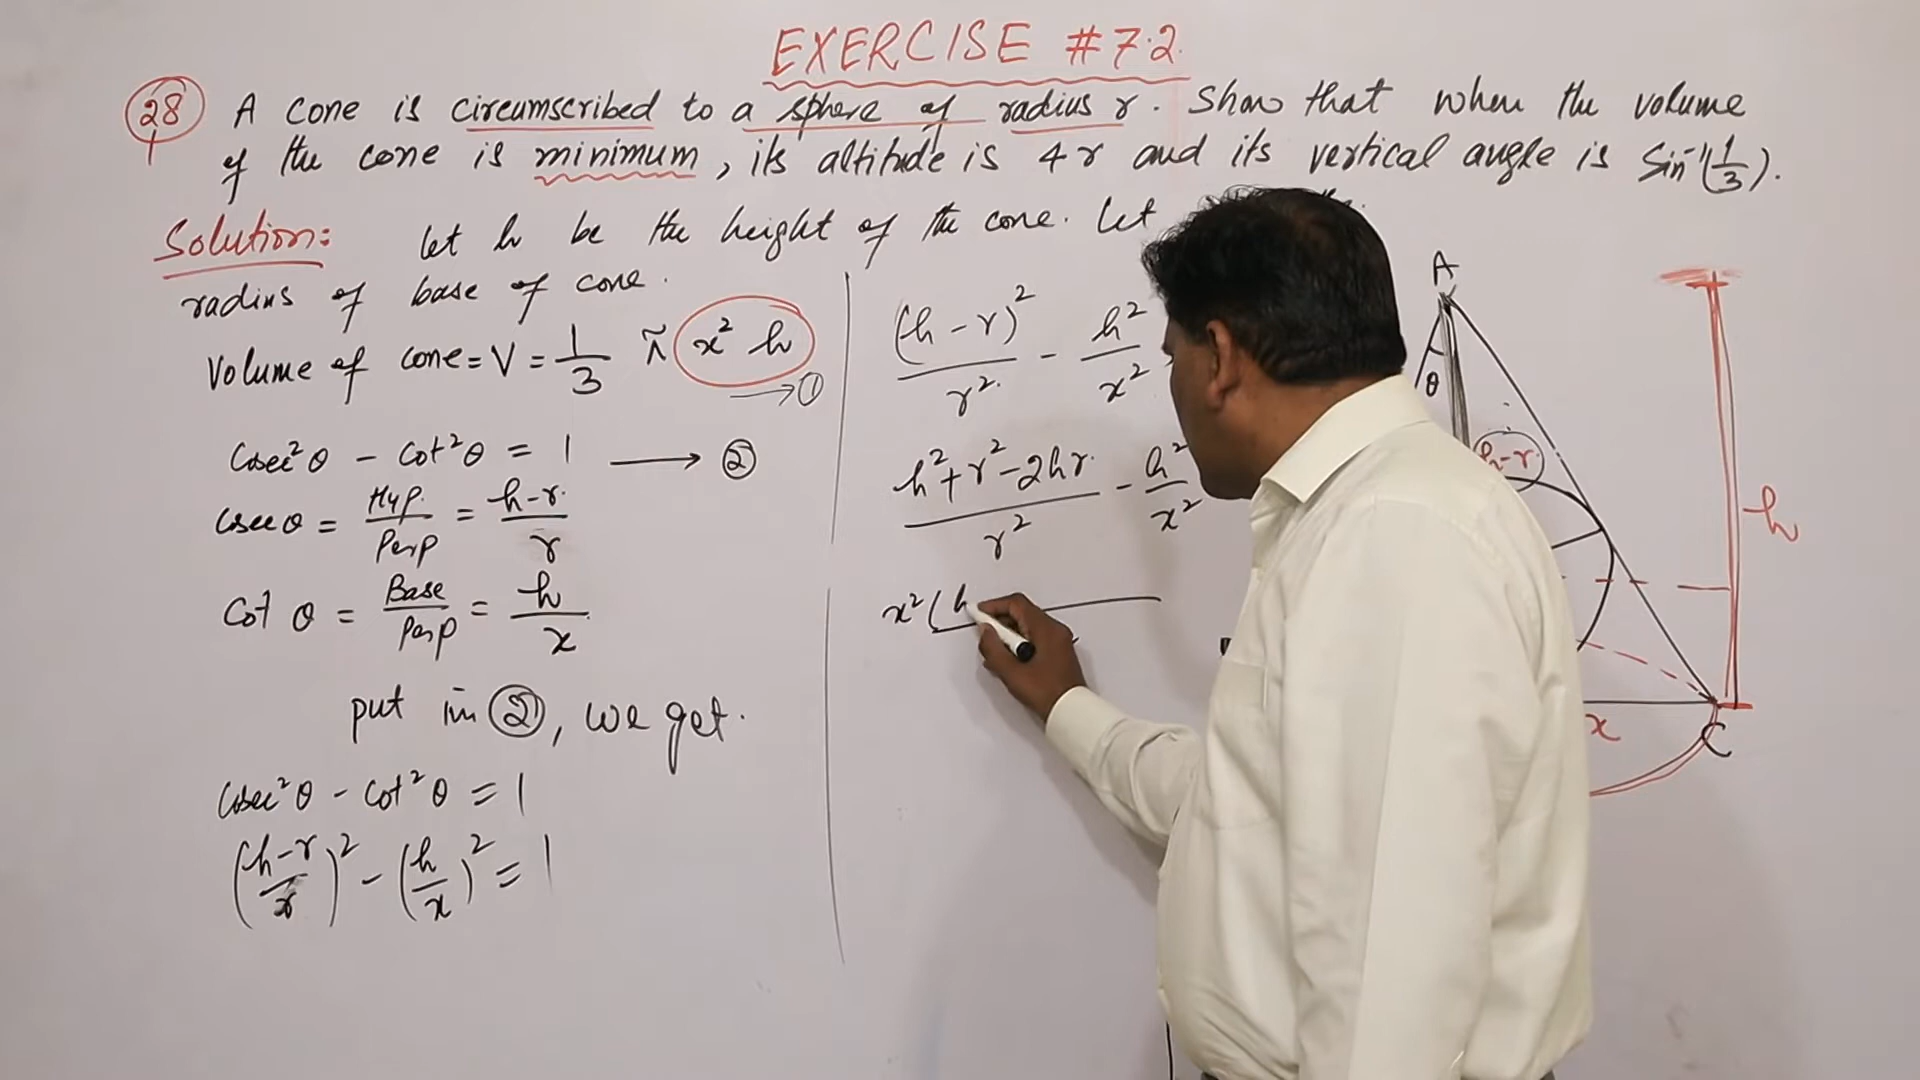 EXERCISE #7.2
28 A cone is circumscribed to a sphere of radius r. Show that when the volume
of the cone is minimum, its altitude is 4r and its vertical angle is Sin⁻¹(1/3).
Solution: Let h be the height of the cone. Let
radius of base of cone.
Volume of cone = V = 1/3 π x² h → ①
Cosec²θ - Cot²θ = 1 → ②
Cosec θ = Hyp/Perp = h-r/r
Cot θ = Base/Perp = h/x
put in ②, we get.
Cosec²θ - Cot²θ = 1
(h-r/r)² - (h/x)² = 1
(h-r)²/r² - h²/x²
h²+r²-2hr/r² - h²/x²
x²(h
A
θ
h-r
h
x
C